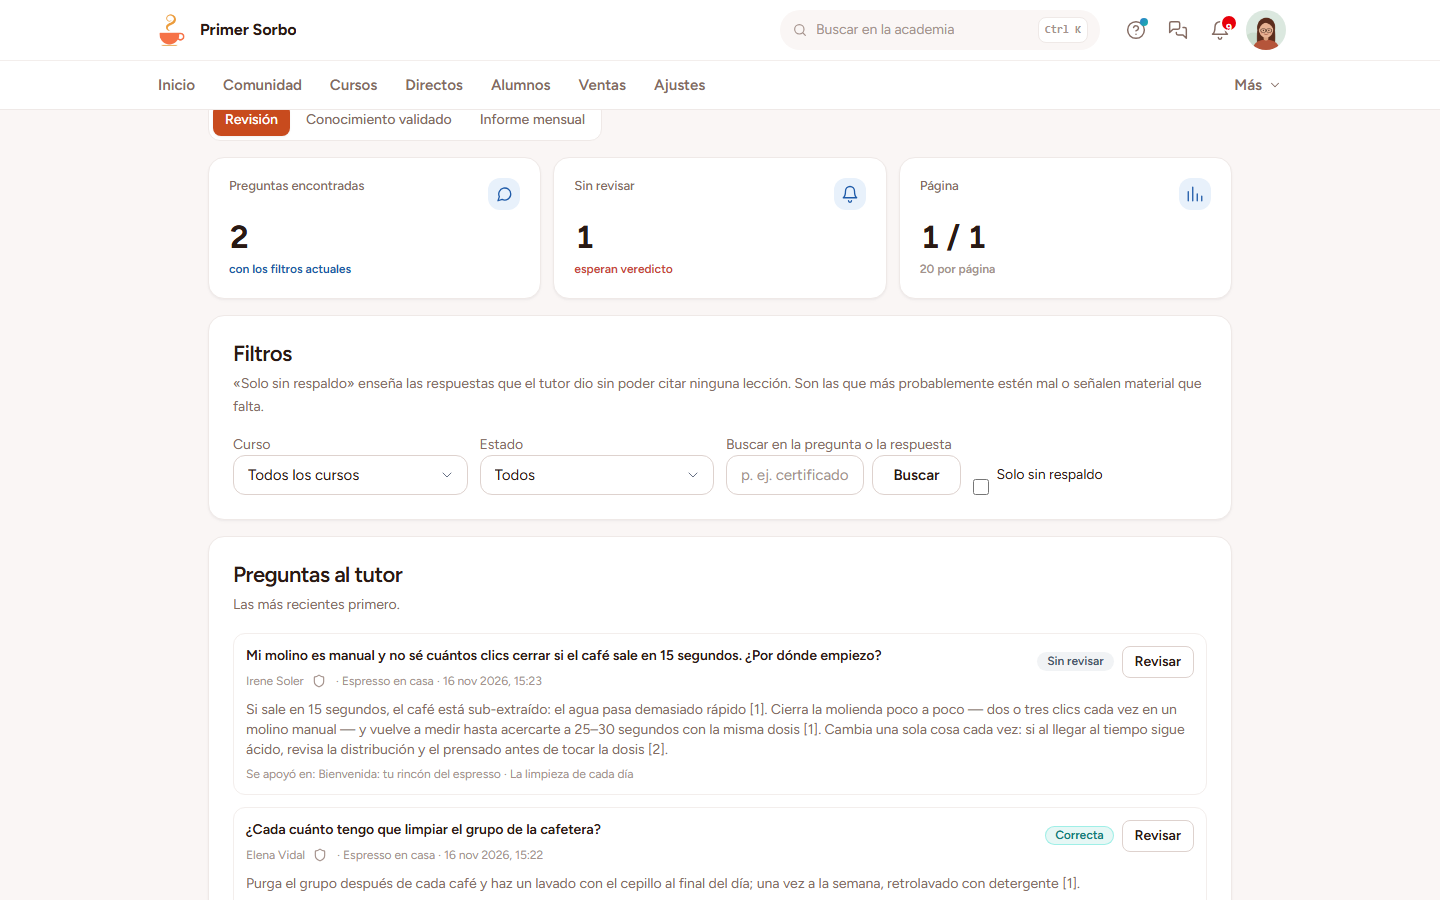 Primer Sorbo
Buscar en la academia
Ctrl K
9
Inicio
Comunidad
Cursos
Directos
Alumnos
Ventas
Ajustes
Más
Revisión
Conocimiento validado
Informe mensual
Preguntas encontradas
2
con los filtros actuales
Sin revisar
1
esperan veredicto
Página
1 / 1
20 por página
Filtros
«Solo sin respaldo» enseña las respuestas que el tutor dio sin poder citar ninguna lección. Son las que más probablemente estén mal o señalen material que
falta.
Curso
Todos los cursos
Estado
Todos
Buscar en la pregunta o la respuesta
p. ej. certificado
Buscar
Solo sin respaldo
Preguntas al tutor
Las más recientes primero.
Mi molino es manual y no sé cuántos clics cerrar si el café sale en 15 segundos. ¿Por dónde empiezo?
Sin revisar
Revisar
Irene Soler · Espresso en casa · 16 nov 2026, 15:23
Si sale en 15 segundos, el café está sub-extraído: el agua pasa demasiado rápido [1]. Cierra la molienda poco a poco — dos o tres clics cada vez en un
molino manual — y vuelve a medir hasta acercarte a 25–30 segundos con la misma dosis [1]. Cambia una sola cosa cada vez: si al llegar al tiempo sigue
ácido, revisa la distribución y el prensado antes de tocar la dosis [2].
Se apoyó en: Bienvenida: tu rincón del espresso · La limpieza de cada día
¿Cada cuánto tengo que limpiar el grupo de la cafetera?
Correcta
Revisar
Elena Vidal · Espresso en casa · 16 nov 2026, 15:22
Purga el grupo después de cada café y haz un lavado con el cepillo al final del día; una vez a la semana, retrolavado con detergente [1].